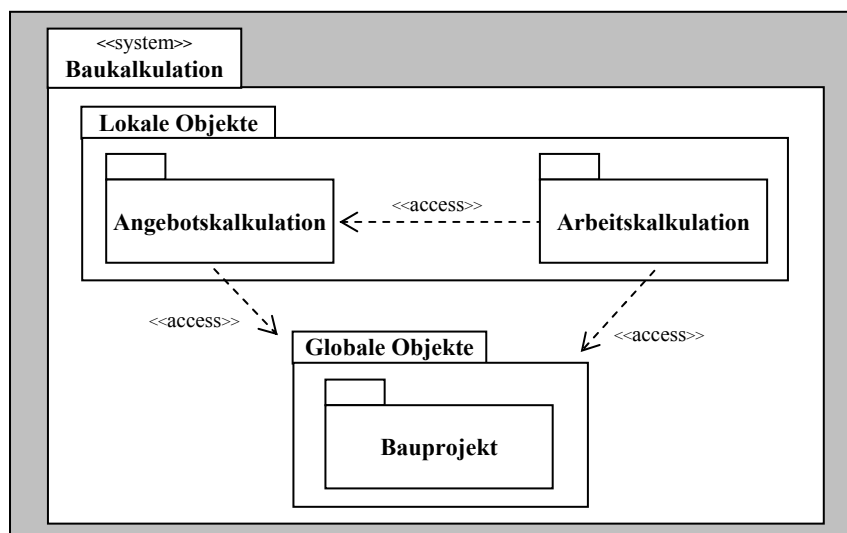 <<system>>
Baukalkulation
Lokale Objekte
Angebotskalkulation
<<access>>
Arbeitskalkulation
<<access>>
<<access>>
Globale Objekte
Bauprojekt